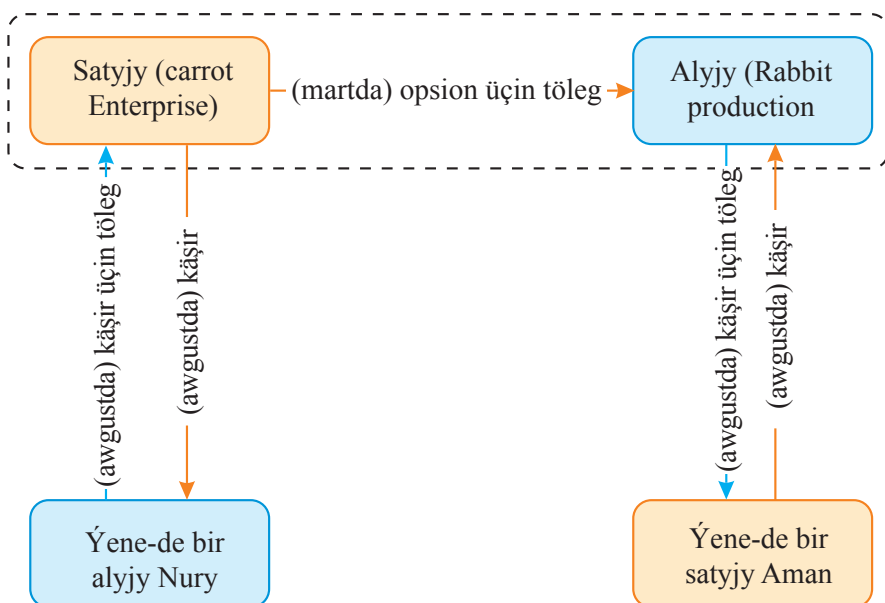 Satyjy (carrot
Enterprise)
(martda) opsion üçin töleg
Alyjy (Rabbit
production
(awgustda) käşir üçin töleg
(awgustda) käşir
(awgustda) käşir üçin töleg
(awgustda) käşir
Ýene-de bir
alyjy Nury
Ýene-de bir
satyjy Aman